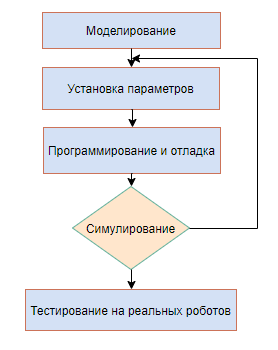 Моделирование
Установка параметров
Программирование и отладка
Симулирование
Тестирование на реальных роботов